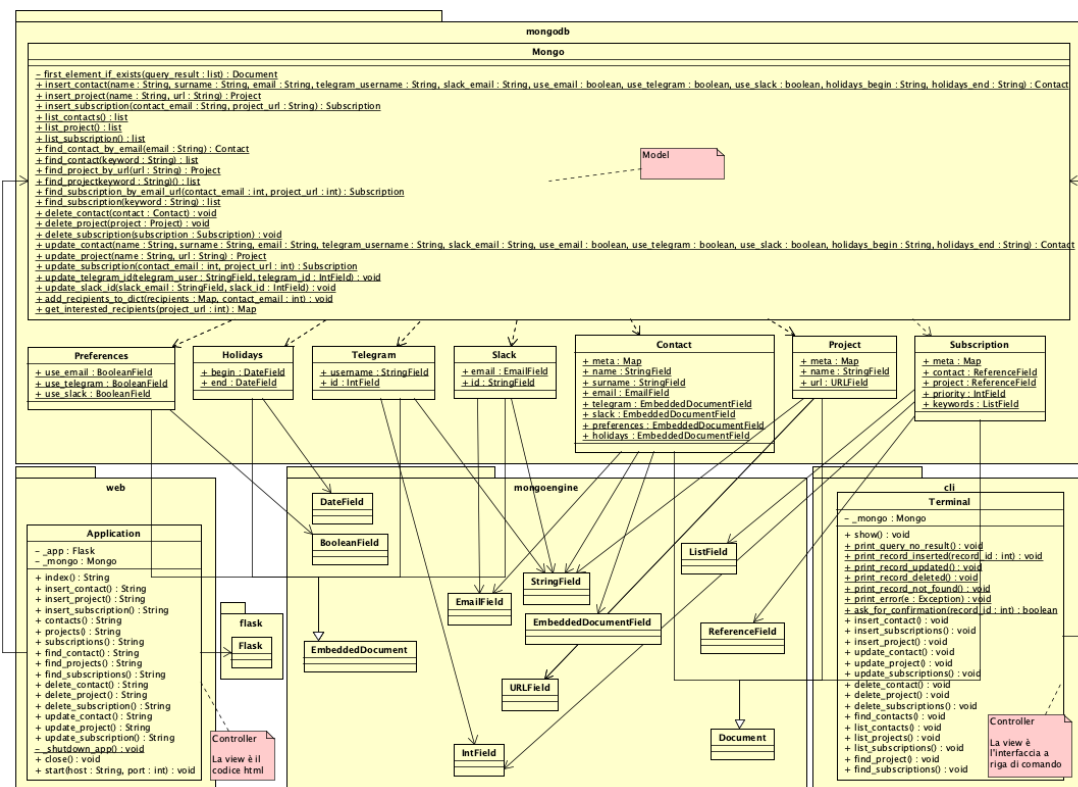 mongodb
Mongo
– first_element_if_exists(query_result : list) : Document
+ insert_contact(name : String, surname : String, email : String, telegram_username : String, slack_email : String, use_email : boolean, use_telegram : boolean, use_slack : boolean, holidays_begin : String, holidays_end : String) : Contact
+ insert_project(name : String, url : String) : Project
+ insert_subscription(contact_email : String, project_url : String) : Subscription
+ list_contacts() : list
+ list_project() : list
+ list_subscription() : list
+ find_contact_by_email(email : String) : Contact
+ find_contact(keyword : String) : list
+ find_project_by_url(url : String) : Project
+ find_projectkeyword : String)() : list
+ find_subscription_by_email_url(contact_email : int, project_url : int) : Subscription
+ find_subscription(keyword : String) : list
+ delete_contact(contact : Contact) : void
+ delete_project(project : Project) : void
+ delete_subscription(subscription : Subscription) : void
+ update_contact(name : String, surname : String, email : String, telegram_username : String, slack_email : String, use_email : boolean, use_telegram : boolean, use_slack : boolean, holidays_begin : String, holidays_end : String) : Contact
+ update_project(name : String, url : String) : Project
+ update_subscription(contact_email : int, project_url : int) : Subscription
+ update_telegram_id(telegram_user : StringField, telegram_id : IntField) : void
+ update_slack_id(slack_email : StringField, slack_id : IntField) : void
+ add_recipients_to_dict(recipients : Map, contact_email : int) : void
+ get_interested_recipients(project_url : int) : Map
Model
Preferences
+ use_email : BooleanField
+ use_telegram : BooleanField
+ use_slack : BooleanField
Holidays
+ begin : DateField
+ end : DateField
Telegram
+ username : StringField
+ id : IntField
Slack
+ email : EmailField
+ id : StringField
Contact
+ meta : Map
+ name : StringField
+ surname : StringField
+ email : EmailField
+ telegram : EmbeddedDocumentField
+ slack : EmbeddedDocumentField
+ preferences : EmbeddedDocumentField
+ holidays : EmbeddedDocumentField
Project
+ meta : Map
+ name : StringField
+ url : URLField
Subscription
+ meta : Map
+ contact : ReferenceField
+ project : ReferenceField
+ priority : IntField
+ keywords : ListField
web
Application
– _app : Flask
– _mongo : Mongo
+ index() : String
+ insert_contact() : String
+ insert_project() : String
+ insert_subscription() : String
+ contacts() : String
+ projects() : String
+ subscriptions() : String
+ find_contact() : String
+ find_projects() : String
+ find_subscriptions() : String
+ delete_contact() : String
+ delete_project() : String
+ delete_subscription() : String
+ update_contact() : String
+ update_project() : String
+ update_subscription() : String
– _shutdown_app() : void
+ close() : void
+ start(host : String, port : int) : void
Controller
La view è il
codice html
flask
Flask
mongoengine
DateField
BooleanField
EmbeddedDocument
EmailField
StringField
EmbeddedDocumentField
URLField
IntField
ListField
ReferenceField
Document
cli
Terminal
– _mongo : Mongo
+ show() : void
+ print_query_no_result() : void
+ print_record_inserted(record_id : int) : void
+ print_record_updated() : void
+ print_record_deleted() : void
+ print_record_not_found() : void
+ print_error(e : Exception) : void
+ ask_for_confirmation(record_id : int) : boolean
+ insert_contact() : void
+ insert_subscriptions() : void
+ insert_project() : void
+ update_contact() : void
+ update_project() : void
+ update_subscriptions() : void
+ delete_contact() : void
+ delete_project() : void
+ delete_subscriptions() : void
+ find_contacts() : void
+ list_contacts() : void
+ list_projects() : void
+ list_subscriptions() : void
+ find_project() : void
+ find_subscriptions() : void
Controller
La view è
l'interfaccia a
riga di comando